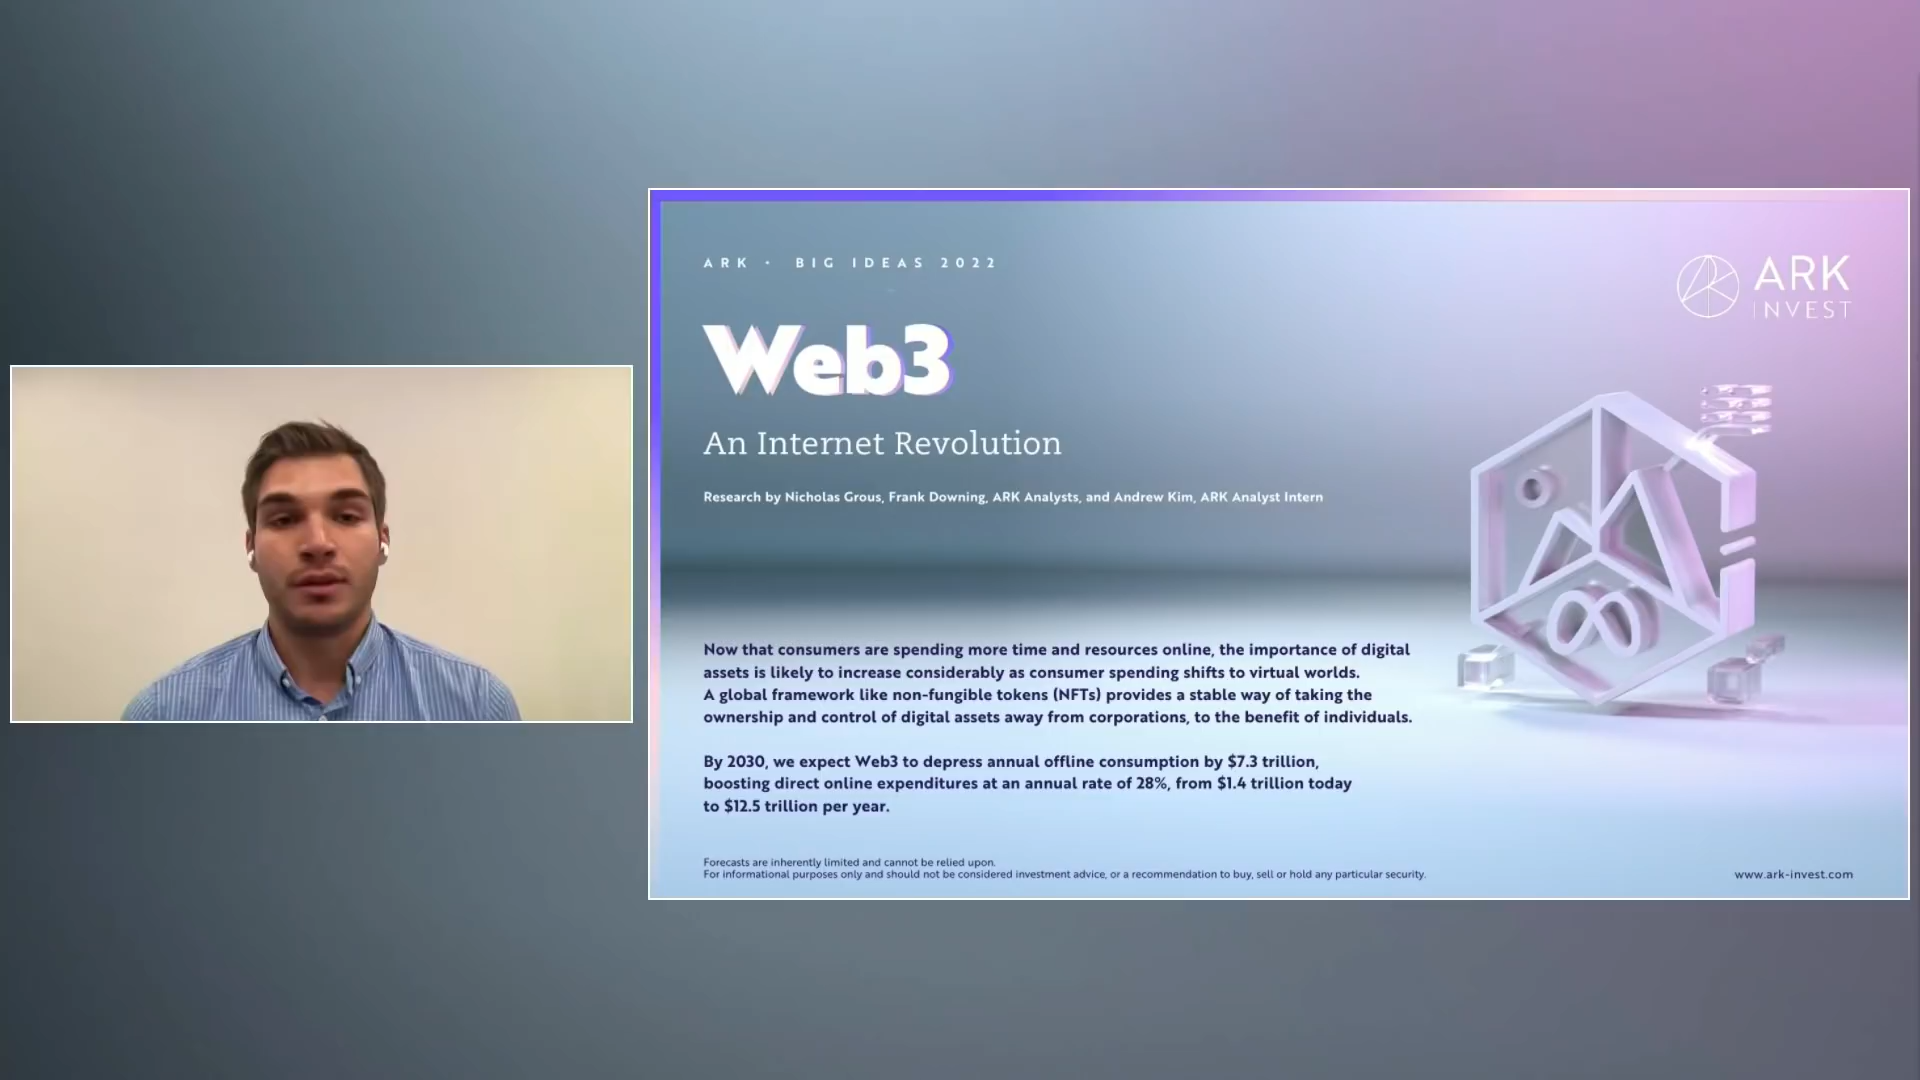 ARK · BIG IDEAS 2022
ARK
INVEST
Web3
An Internet Revolution
Research by Nicholas Grous, Frank Downing, ARK Analysts, and Andrew Kim, ARK Analyst Intern
Now that consumers are spending more time and resources online, the importance of digital
assets is likely to increase considerably as consumer spending shifts to virtual worlds.
A global framework like non-fungible tokens (NFTs) provides a stable way of taking the
ownership and control of digital assets away from corporations, to the benefit of individuals.
By 2030, we expect Web3 to depress annual offline consumption by $7.3 trillion,
boosting direct online expenditures at an annual rate of 28%, from $1.4 trillion today
to $12.5 trillion per year.
Forecasts are inherently limited and cannot be relied upon.
For informational purposes only and should not be considered investment advice, or a recommendation to buy, sell or hold any particular security.
www.ark-invest.com